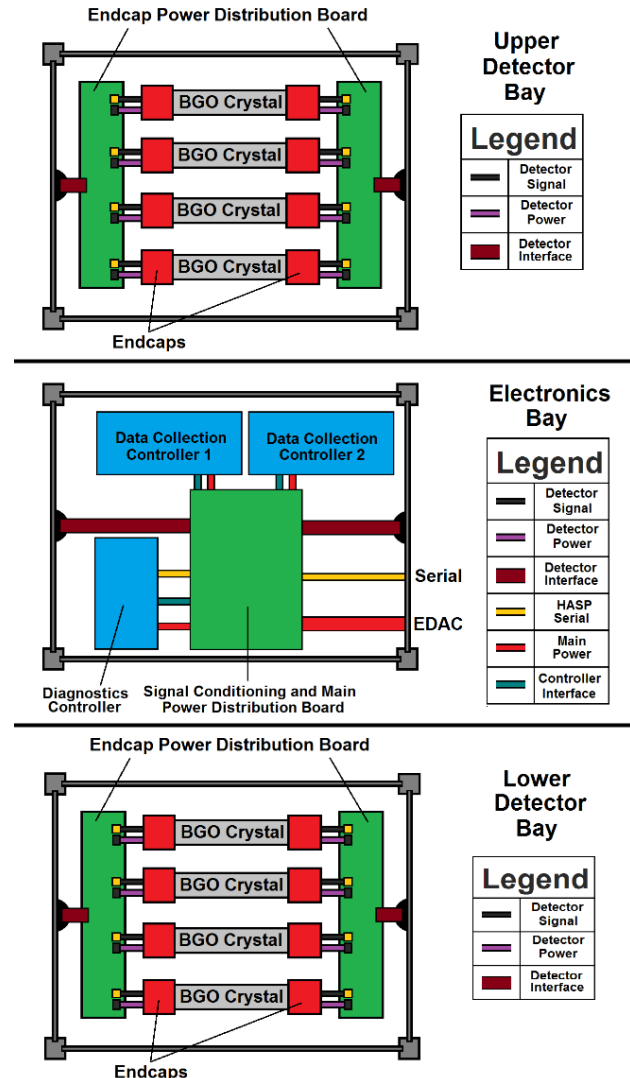 Endcap Power Distribution Board
BGO Crystal
BGO Crystal
BGO Crystal
BGO Crystal
Endcaps
Upper
Detector
Bay
Legend
Detector
Signal
Detector
Power
Detector
Interface
Data Collection
Controller 1
Data Collection
Controller 2
Serial
EDAC
Diagnostics
Controller
Signal Conditioning and Main
Power Distribution Board
Electronics
Bay
Legend
Detector
Signal
Detector
Power
Detector
Interface
HASP
Serial
Main
Power
Controller
Interface
Endcap Power Distribution Board
BGO Crystal
BGO Crystal
BGO Crystal
BGO Crystal
Endcaps
Lower
Detector
Bay
Legend
Detector
Signal
Detector
Power
Detector
Interface